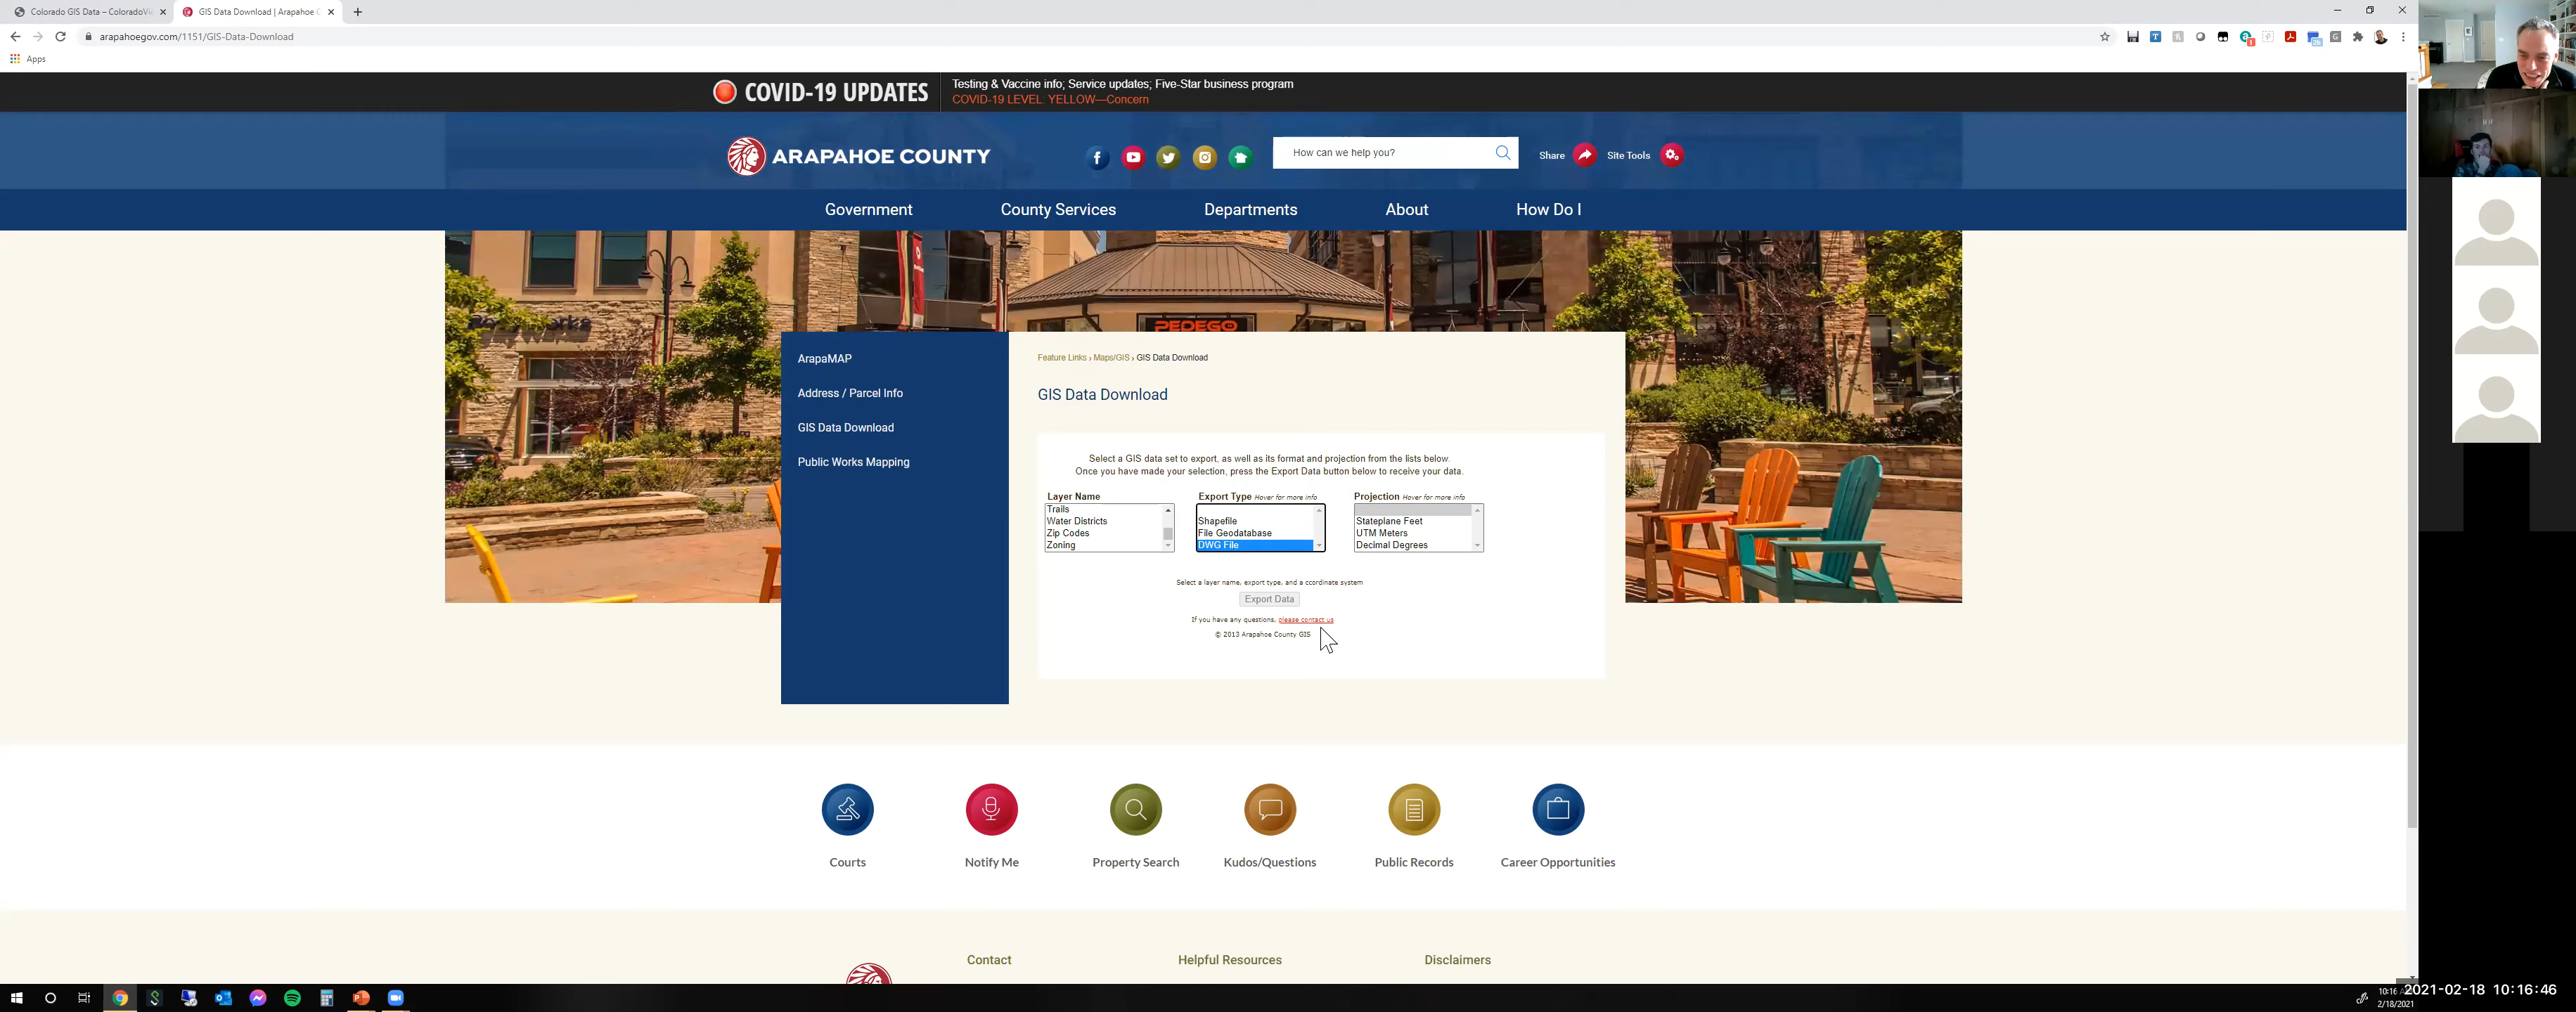 Colorado GIS Data – ColoradoVi
GIS Data Download | Arapahoe C
arapahoegov.com/1151/GIS-Data-Download
Apps
COVID-19 UPDATES
Testing & Vaccine info; Service updates; Five-Star business program
COVID-19 LEVEL: YELLOW—Concern
ARAPAHOE COUNTY
How can we help you?
Share
Site Tools
Government
County Services
Departments
About
How Do I
PEDEGO
ArapaMAP
Address / Parcel Info
GIS Data Download
Public Works Mapping
Feature Links › Maps/GIS › GIS Data Download
GIS Data Download
Select a GIS data set to export, as well as its format and projection from the lists below.
Once you have made your selection, press the Export Data button below to receive your data.
Layer Name
Trails
Water Districts
Zip Codes
Zoning
Export Type Hover for more info
Shapefile
File Geodatabase
DWG File
Projection Hover for more info
Stateplane Feet
UTM Meters
Decimal Degrees
Select a layer name, export type, and a coordinate system
Export Data
If you have any questions, please contact us
© 2013 Arapahoe County GIS
Courts
Notify Me
Property Search
Kudos/Questions
Public Records
Career Opportunities
Contact
Helpful Resources
Disclaimers
10:16
2021-02-18 10:16:46
2/18/2021